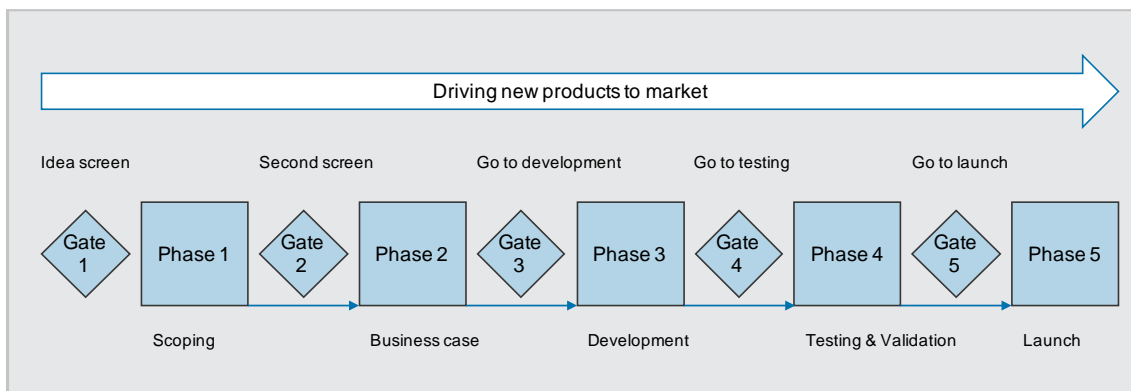 Driving new products to market
Idea screen
Second screen
Go to development
Go to testing
Go to launch
Gate
1
Phase 1
Gate
2
Phase 2
Gate
3
Phase 3
Gate
4
Phase 4
Gate
5
Phase 5
Scoping
Business case
Development
Testing & Validation
Launch